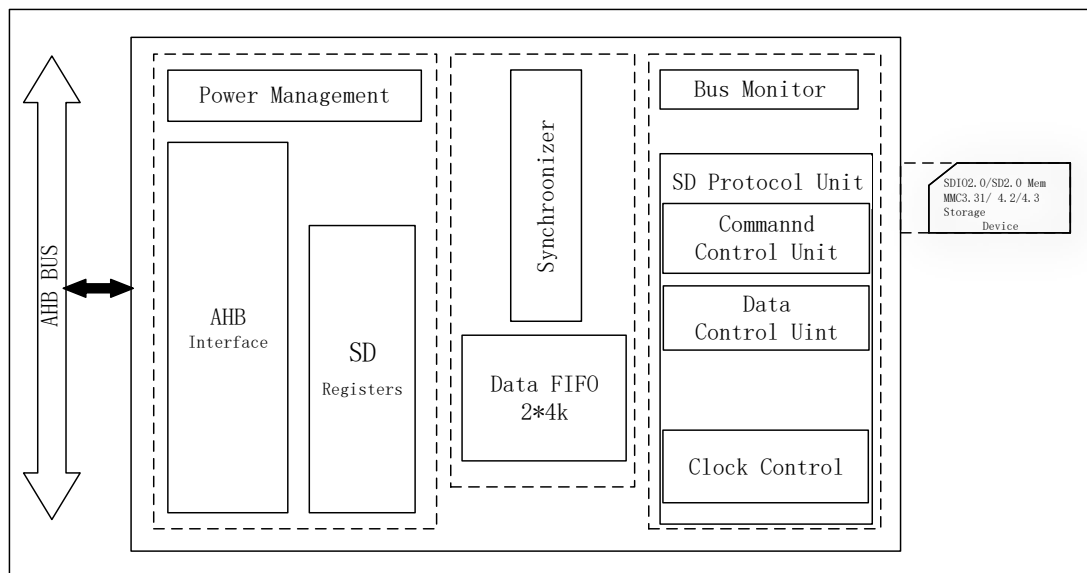 AHB BUS
Power Management
AHB
Interface
SD
Registers
Synchroonizer
Data FIFO
2*4k
Bus Monitor
SD Protocol Unit
Commannd
Control Unit
Data
Control Uint
Clock Control
SDIO2.0/SD2.0 Mem
MMC3.31/ 4.2/4.3
Storage
Device